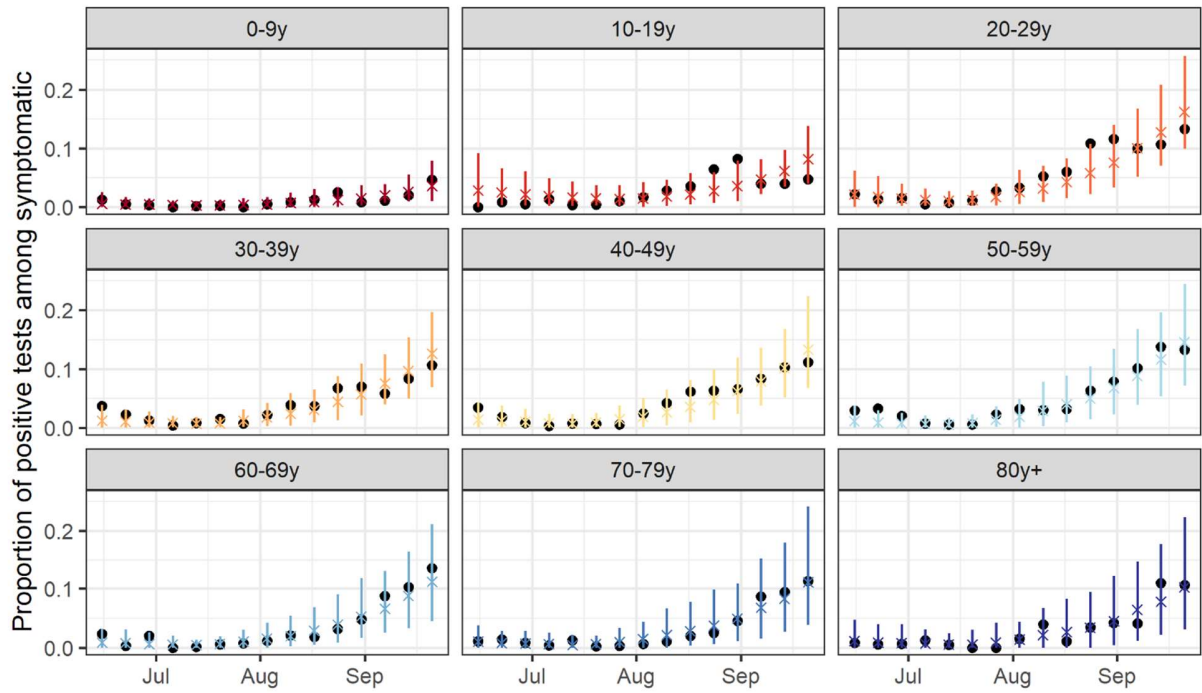 0-9y 10-19y 20-29y
0.2
0.1
0.0
30-39y 40-49y 50-59y
0.2
0.1
0.0
60-69y 70-79y 80y+
0.2
0.1
0.0
Jul Aug Sep Jul Aug Sep Jul Aug Sep
Proportion of positive tests among symptomatic